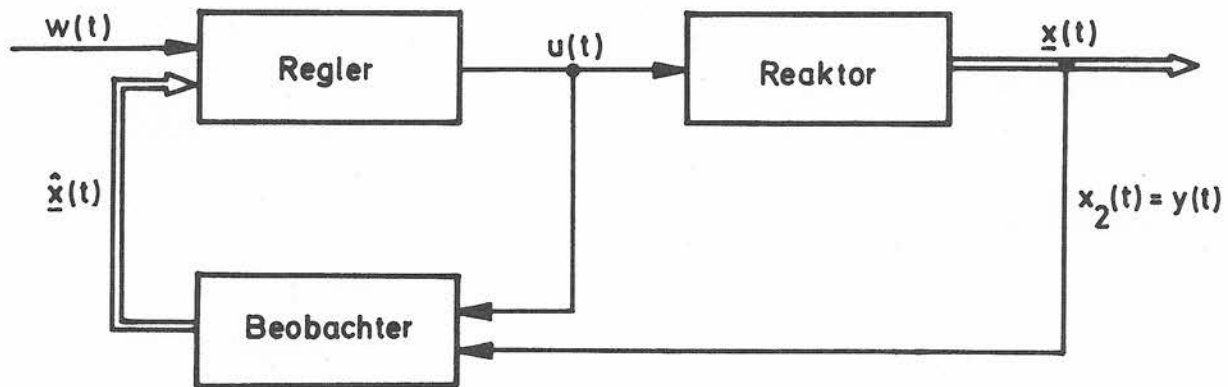 w(t)
Regler
u(t)
Reaktor
x(t)
x̂(t)
x₂(t) = y(t)
Beobachter